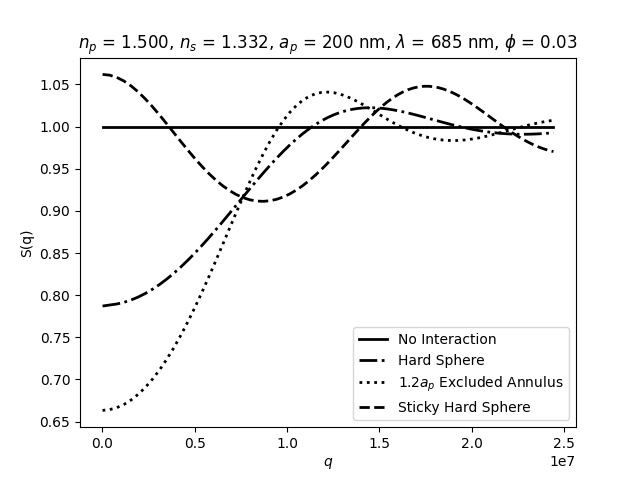 n_p = 1.500, n_s = 1.332, a_p = 200 nm, λ = 685 nm, ϕ = 0.03
1.05
1.00
0.95
0.90
0.85
0.80
0.75
0.70
0.65
S(q)
No Interaction
Hard Sphere
1.2a_p Excluded Annulus
Sticky Hard Sphere
0.0 0.5 1.0 1.5 2.0 2.5
q
1e7